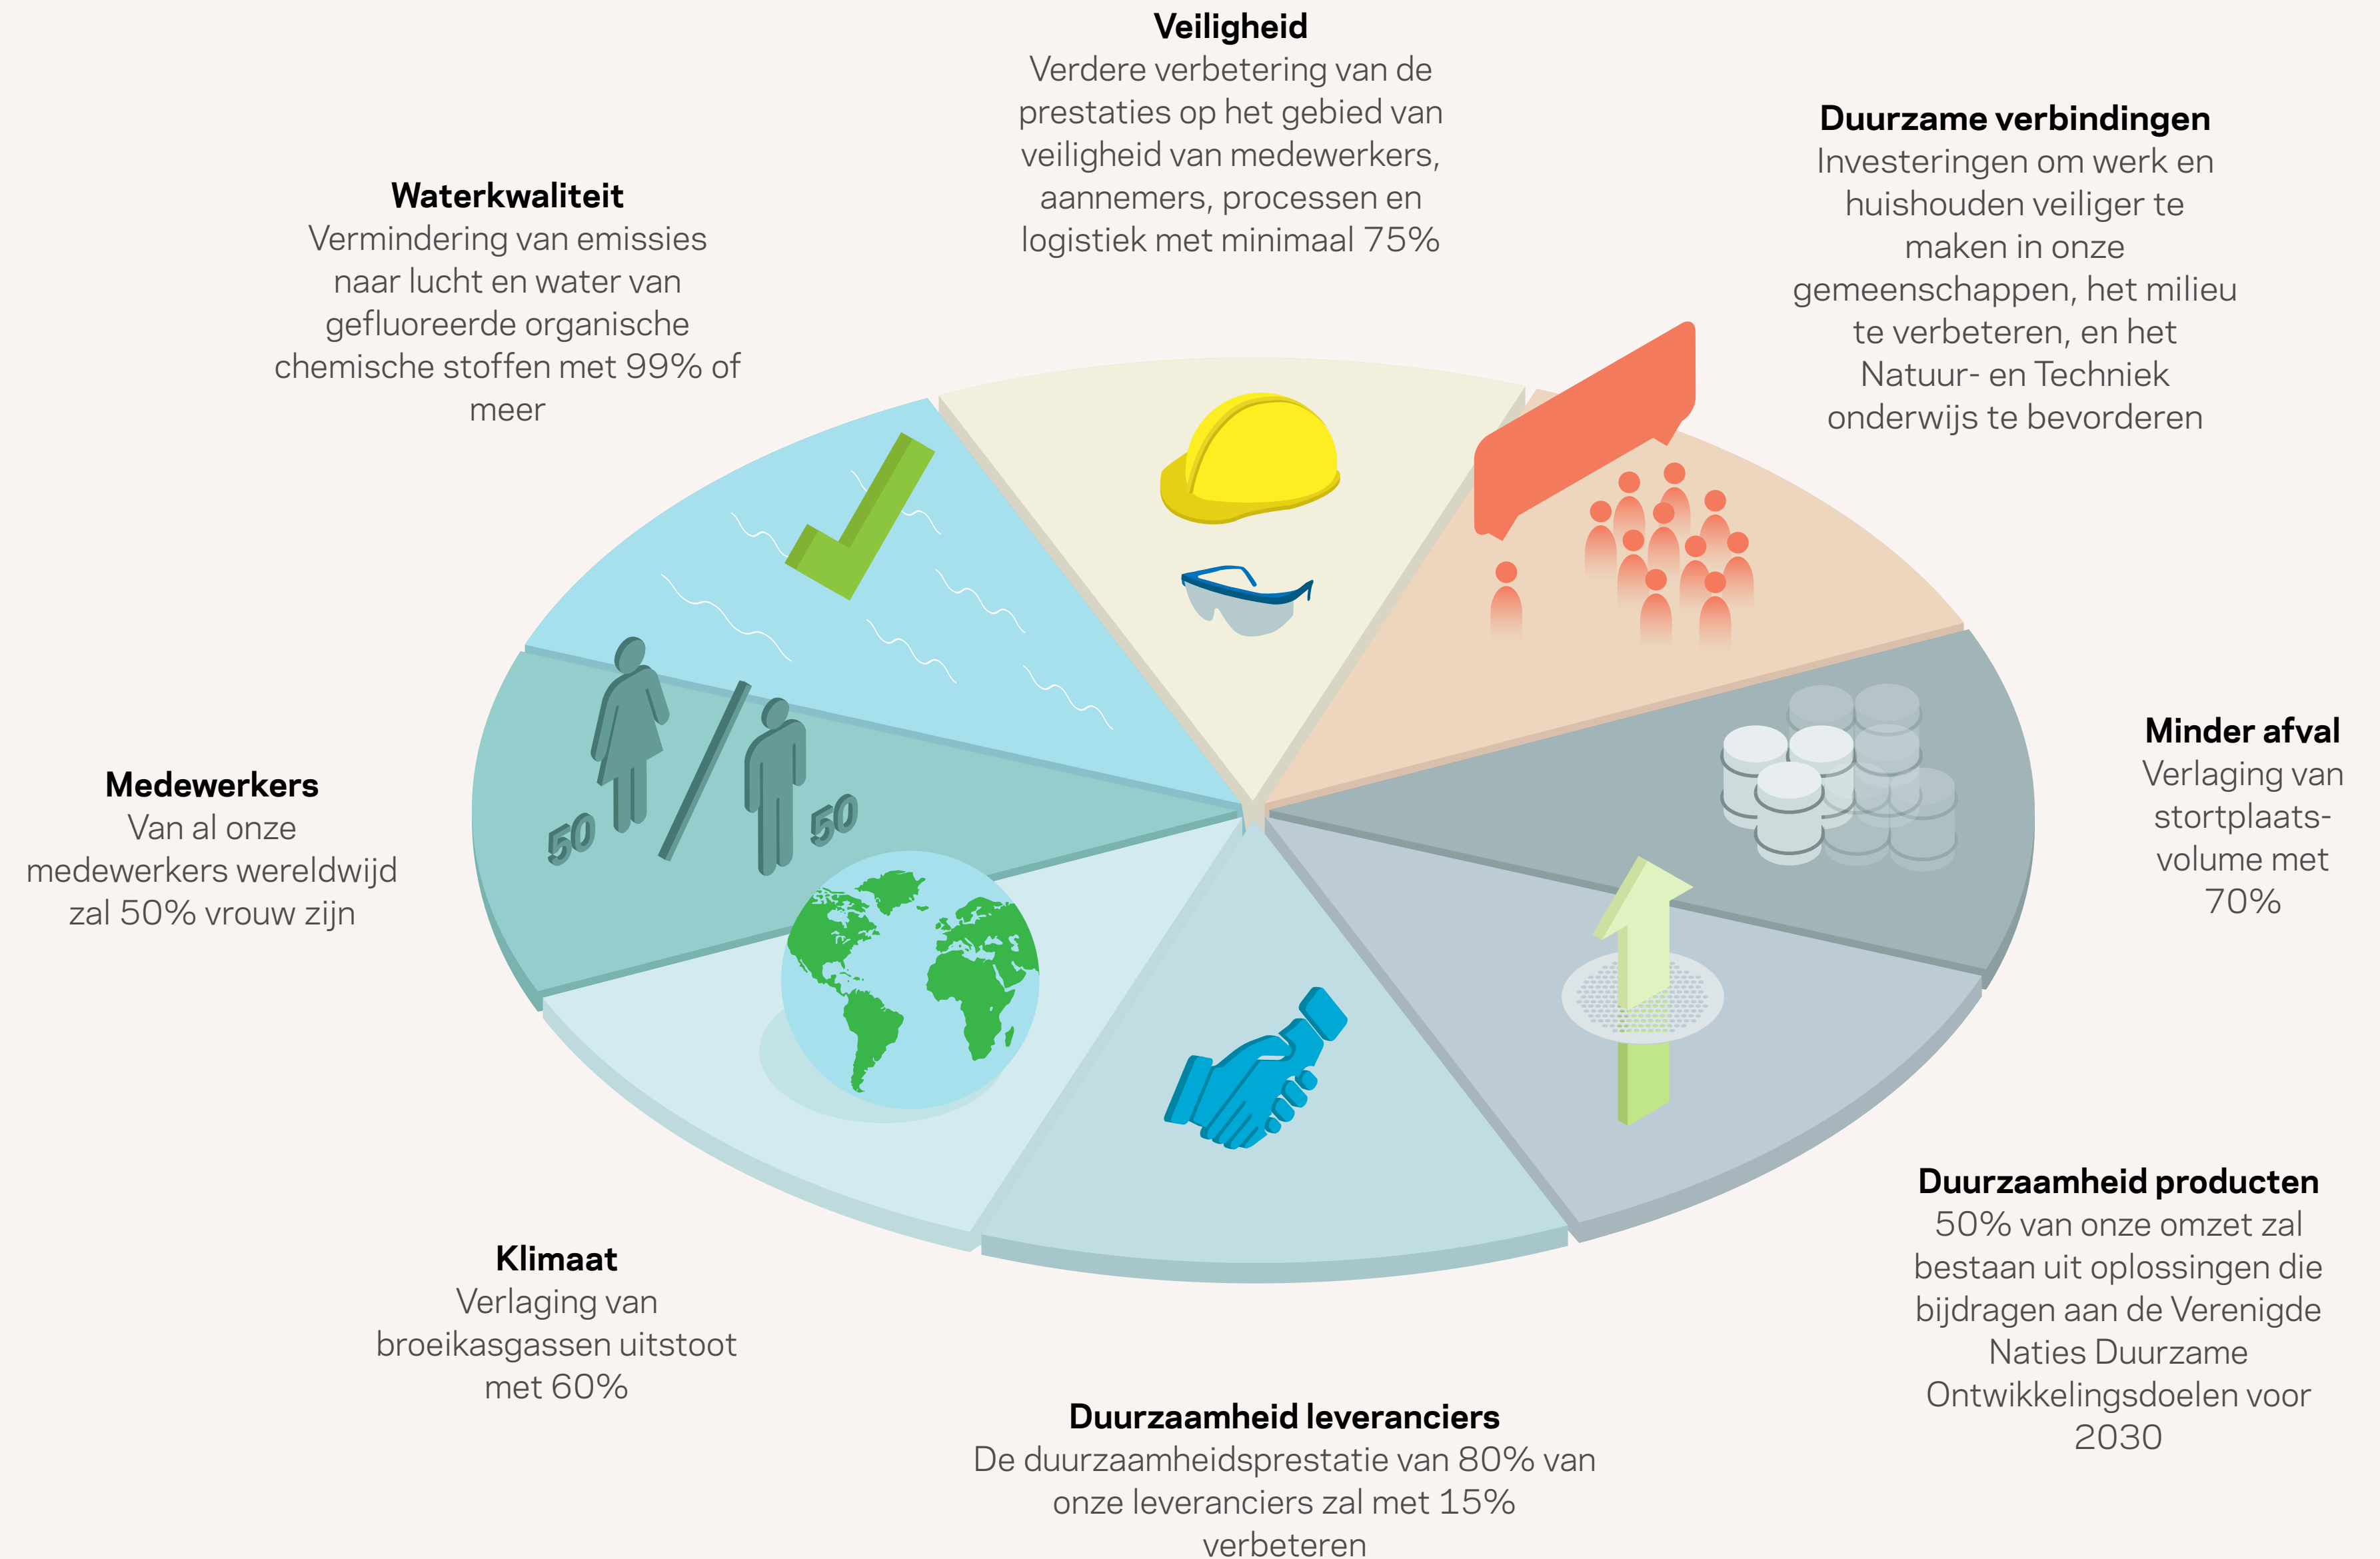 Veiligheid
Verdere verbetering van de
prestaties op het gebied van
veiligheid van medewerkers,
aannemers, processen en
logistiek met minimaal 75%
Duurzame verbindingen
Investeringen om werk en
huishouden veiliger te
maken in onze
gemeenschappen, het milieu
te verbeteren, en het
Natuur- en Techniek
onderwijs te bevorderen
Waterkwaliteit
Vermindering van emissies
naar lucht en water van
gefluoreerde organische
chemische stoffen met 99% of
meer
Minder afval
Verlaging van
stortplaats-
volume met
70%
Medewerkers
Van al onze
medewerkers wereldwijd
zal 50% vrouw zijn
50
50
Duurzaamheid producten
50% van onze omzet zal
bestaan uit oplossingen die
bijdragen aan de Verenigde
Naties Duurzame
Ontwikkelingsdoelen voor
2030
Klimaat
Verlaging van
broeikasgassen uitstoot
met 60%
Duurzaamheid leveranciers
De duurzaamheidsprestatie van 80% van
onze leveranciers zal met 15%
verbeteren